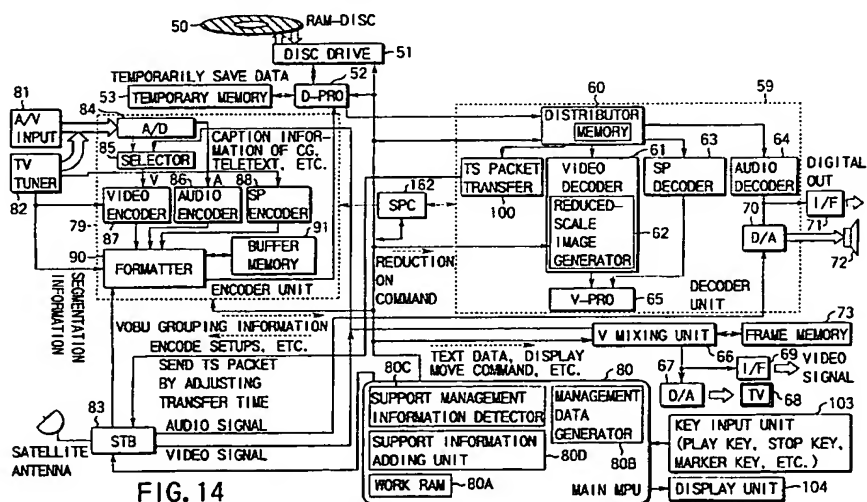 50
RAM-DISC
DISC DRIVE
51
52
TEMPORARILY SAVE DATA
53
TEMPORARY MEMORY
D-PRO
81
A/V
INPUT
84
A/D
85
SELECTOR
CAPTION INFOR-
MATION OF CG,
TELETEXT, ETC.
TV
TUNER
82
V
86
A
88
VIDEO
ENCODER
AUDIO
ENCODER
SP
ENCODER
79
87
91
90
FORMATTER
BUFFER
MEMORY
ENCODER UNIT
SEGMENTATION
INFORMATION
162
SPC
REDUCTION
ON
COMMAND
60
59
DISTRIBUTOR
MEMORY
61
63
64
TS PACKET
TRANSFER
100
VIDEO
DECODER
REDUCED-
SCALE
IMAGE
GENERATOR
62
SP
DECODER
AUDIO
DECODER
DIGITAL
OUT
70
I/F
71
D/A
72
V-PRO
65
DECODER
UNIT
VOBU GROUPING INFORMATION
ENCODE SETUPS, ETC.
SEND TS PACKET
BY ADJUSTING
TRANSFER TIME
AUDIO SIGNAL
VIDEO SIGNAL
83
STB
SATELLITE
ANTENNA
TEXT DATA, DISPLAY
MOVE COMMAND, ETC.
V MIXING UNIT
66
73
FRAME MEMORY
69
I/F
VIDEO
SIGNAL
67
D/A
TV
68
80C
80
SUPPORT MANAGEMENT
INFORMATION DETECTOR
MANAGEMENT
DATA
GENERATOR
80B
SUPPORT INFORMATION
ADDING UNIT
80D
WORK RAM
80A
MAIN MPU
103
KEY INPUT UNIT
(PLAY KEY, STOP KEY,
MARKER KEY, ETC.)
DISPLAY UNIT
104
FIG. 14